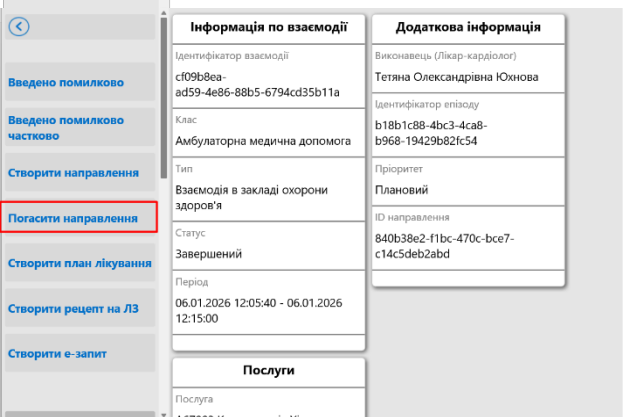 Введено помилково
Введено помилково
частково
Створити направлення
Погасити направлення
Створити план лікування
Створити рецепт на ЛЗ
Створити е-запит
Інформація по взаємодії
Ідентифікатор взаємодії
cf09b8ea-
ad59-4e86-88b5-6794cd35b11a
Клас
Амбулаторна медична допомога
Тип
Взаємодія в закладі охорони
здоров'я
Статус
Завершений
Період
06.01.2026 12:05:40 - 06.01.2026
12:15:00
Послуги
Послуга
Додаткова інформація
Виконавець (Лікар-кардіолог)
Тетяна Олександрівна Юхнова
Ідентифікатор епізоду
b18b1c88-4bc3-4ca8-
b968-19429b82fc54
Пріоритет
Плановий
ID направлення
840b38e2-f1bc-470c-bce7-
c14c5deb2abd